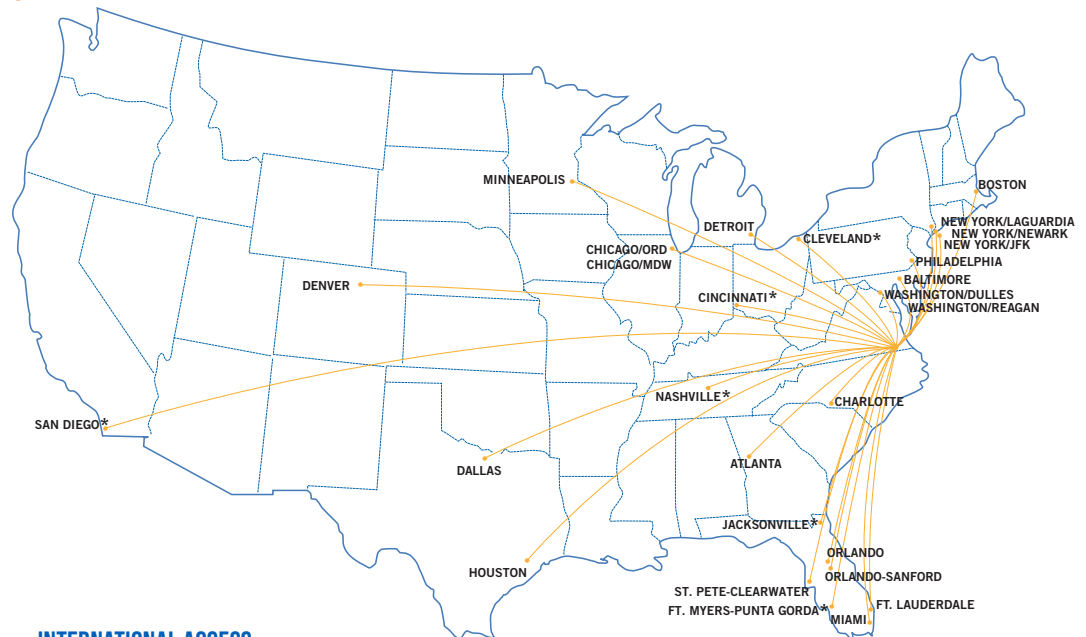 MINNEAPOLIS
BOSTON
DETROIT
NEW YORK/LAGUARDIA
NEW YORK/NEWARK
NEW YORK/JFK
CLEVELAND*
CHICAGO/ORD
CHICAGO/MDW
PHILADELPHIA
BALTIMORE
DENVER
CINCINNATI*
WASHINGTON/DULLES
WASHINGTON/REAGAN
NASHVILLE*
CHARLOTTE
SAN DIEGO*
DALLAS
ATLANTA
JACKSONVILLE*
ORLANDO
HOUSTON
ORLANDO-SANFORD
ST. PETE-CLEARWATER
FT. LAUDERDALE
FT. MYERS-PUNTA GORDA*
MIAMI
INTERNATIONAL ACCESS